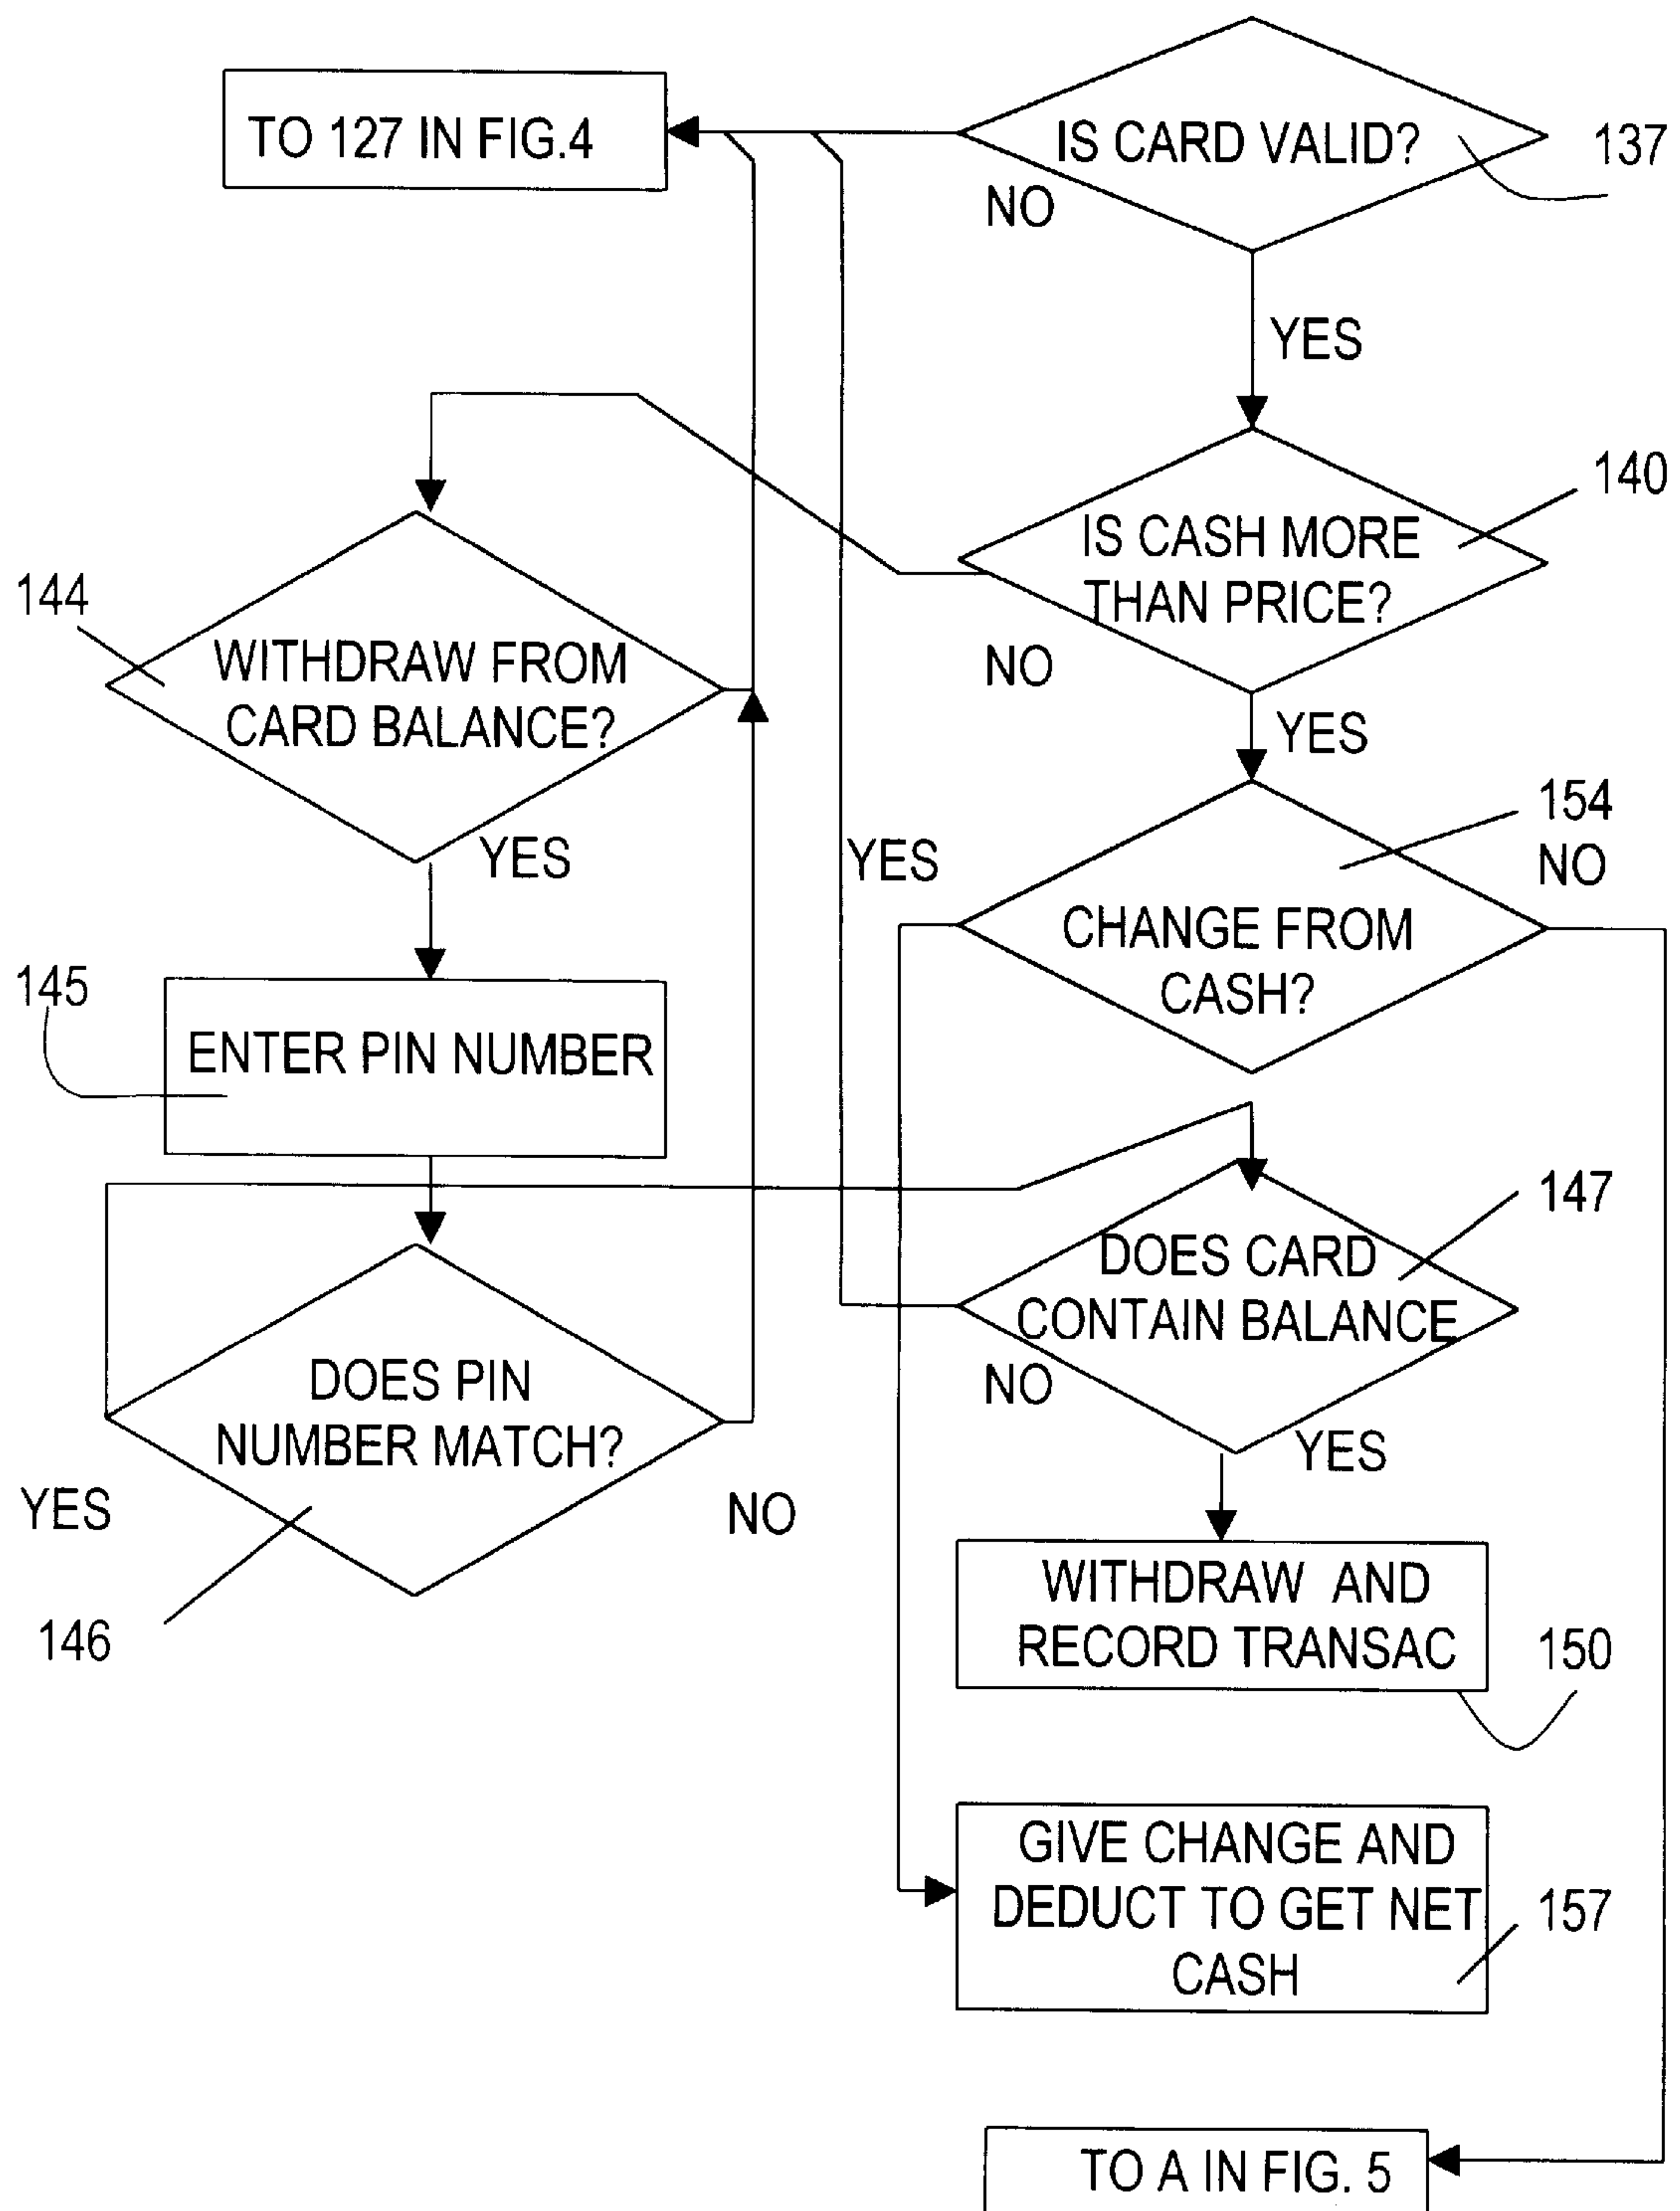 TO 127 IN FIG.4
IS CARD VALID?
137
NO
YES
IS CASH MORE
THAN PRICE?
140
NO
YES
144
WITHDRAW FROM
CARD BALANCE?
YES
YES
154
NO
CHANGE FROM
CASH?
145
ENTER PIN NUMBER
147
DOES CARD
CONTAIN BALANCE
NO
YES
DOES PIN
NUMBER MATCH?
YES
NO
146
WITHDRAW AND
RECORD TRANSAC
150
GIVE CHANGE AND
DEDUCT TO GET NET
CASH
157
TO A IN FIG. 5